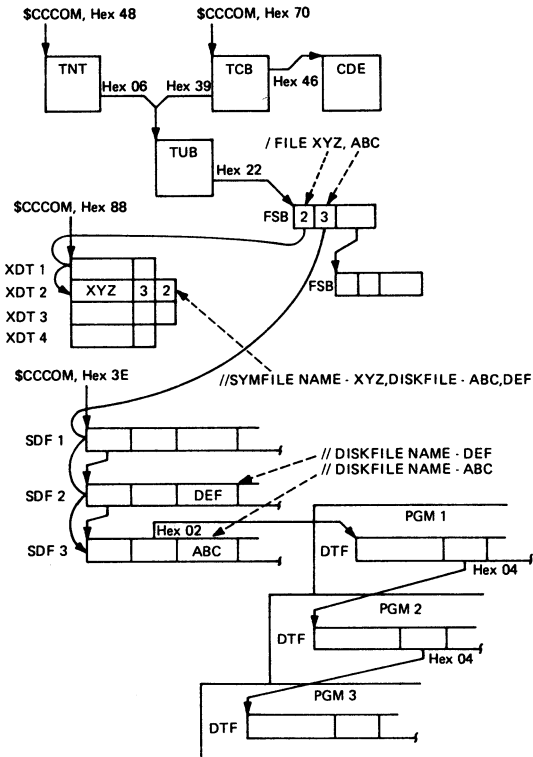 $CCCOM, Hex 48
$CCCOM, Hex 70
TNT
TCB
CDE
Hex 06
Hex 39
Hex 46
TUB
Hex 22
/ FILE XYZ, ABC
FSB 2 3
$CCCOM, Hex 88
FSB
XDT 1
XDT 2 XYZ 3 2
XDT 3
XDT 4
//SYMFILE NAME - XYZ,DISKFILE - ABC,DEF
$CCCOM, Hex 3E
SDF 1
// DISKFILE NAME - DEF
// DISKFILE NAME - ABC
SDF 2 DEF
Hex 02
PGM 1
SDF 3 ABC
DTF
Hex 04
PGM 2
DTF
Hex 04
PGM 3
DTF